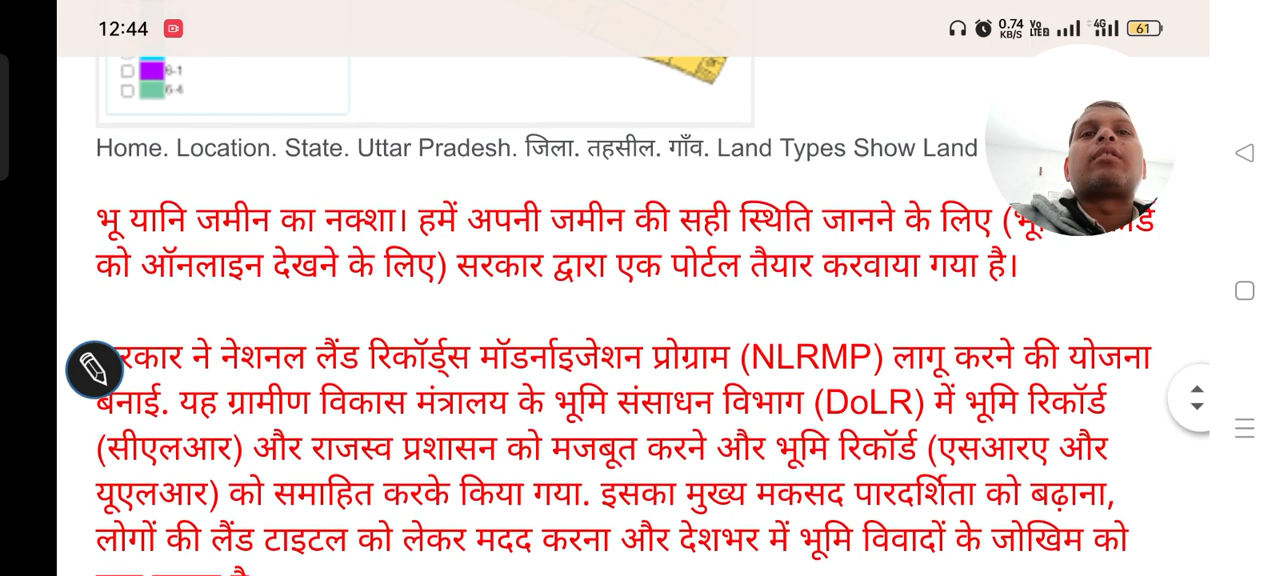 12:44
0.74 KB/S Vo LTE 2 4G 61
6-1
6-4
Home. Location. State. Uttar Pradesh. जिला. तहसील. गाँव. Land Types Show Land
भू यानि जमीन का नक्शा। हमें अपनी जमीन की सही स्थिति जानने के लिए
को ऑनलाइन देखने के लिए) सरकार द्वारा एक पोर्टल तैयार करवाया गया है।
ने नेशनल लैंड रिकॉर्ड्स मॉडर्नाइजेशन प्रोग्राम (NLRMP) लागू करने की योजना
बनाई. यह ग्रामीण विकास मंत्रालय के भूमि संसाधन विभाग (DoLR) में भूमि रिकॉर्ड
(सीएलआर) और राजस्व प्रशासन को मजबूत करने और भूमि रिकॉर्ड (एसआरए और
यूएलआर) को समाहित करके किया गया. इसका मुख्य मकसद पारदर्शिता को बढ़ाना,
लोगों की लैंड टाइटल को लेकर मदद करना और देशभर में भूमि विवादों के जोखिम को